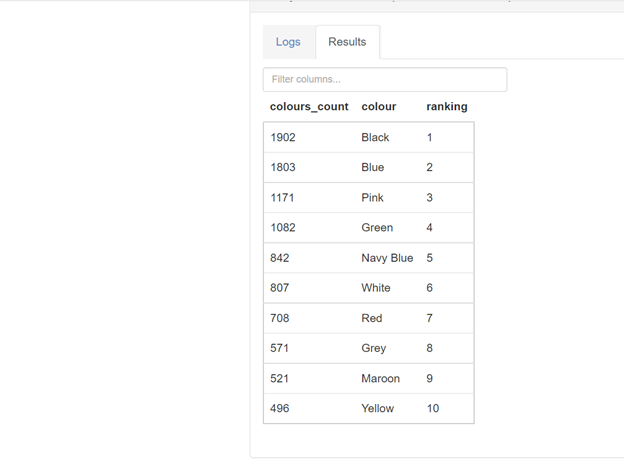 Logs Results
Filter columns...
colours_count colour ranking
1902 Black 1
1803 Blue 2
1171 Pink 3
1082 Green 4
842 Navy Blue 5
807 White 6
708 Red 7
571 Grey 8
521 Maroon 9
496 Yellow 10